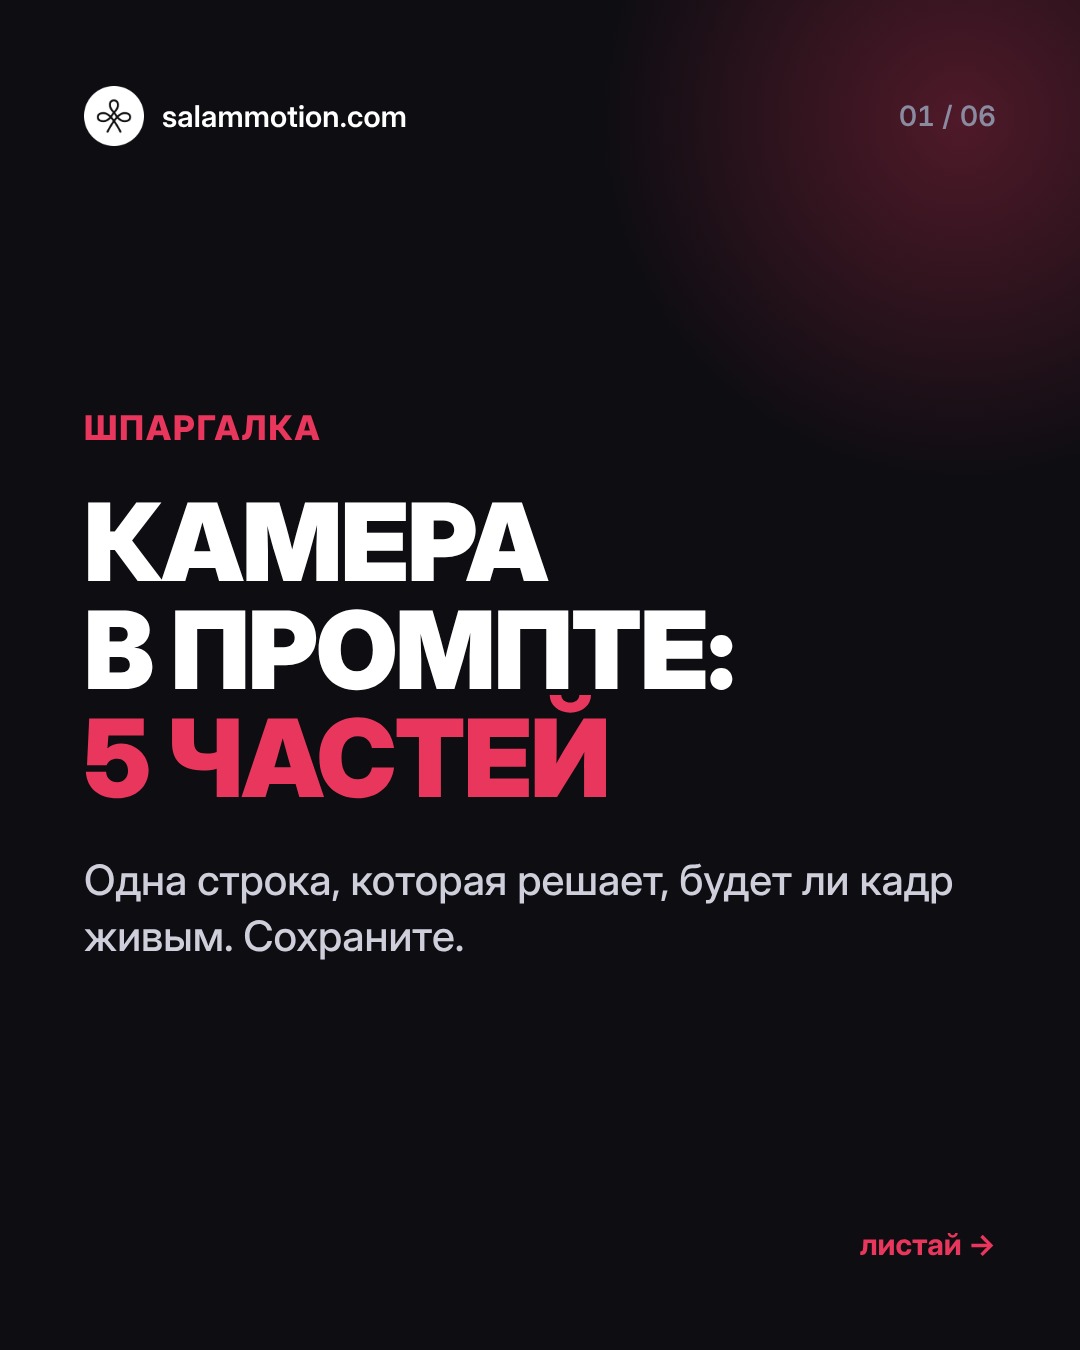 salammotion.com
01 / 06
ШПАРГАЛКА
КАМЕРА
В ПРОМПТЕ:
5 ЧАСТЕЙ
Одна строка, которая решает, будет ли кадр
живым. Сохраните.
листай →